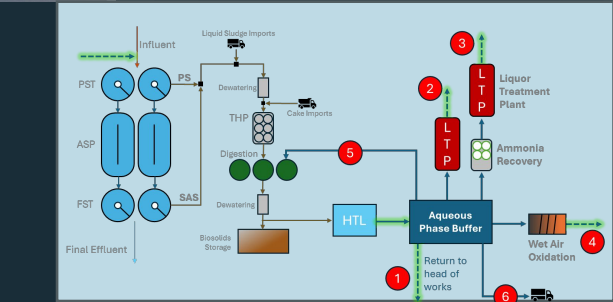 Liquid Sludge Imports
3
Influent
PST
PS
Dewatering
2
L
T
P
Liquor
Treatment
Plant
Cake Imports
THP
ASP
L
T
P
Ammonia
Recovery
Digestion
5
FST
SAS
Dewatering
HTL
Aqueous
Phase Buffer
Final Effluent
Biosolids
Storage
Wet Air
Oxidation
4
1
Return to
head of
works
6